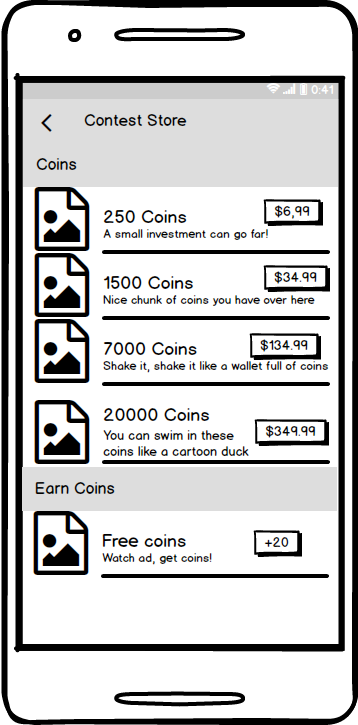 0:41
Contest Store
Coins
250 Coins
$6,99
A small investment can go far!
1500 Coins
$34.99
Nice chunk of coins you have over here
7000 Coins
$134.99
Shake it, shake it like a wallet full of coins
20000 Coins
$349.99
You can swim in these
coins like a cartoon duck
Earn Coins
Free coins
+20
Watch ad, get coins!